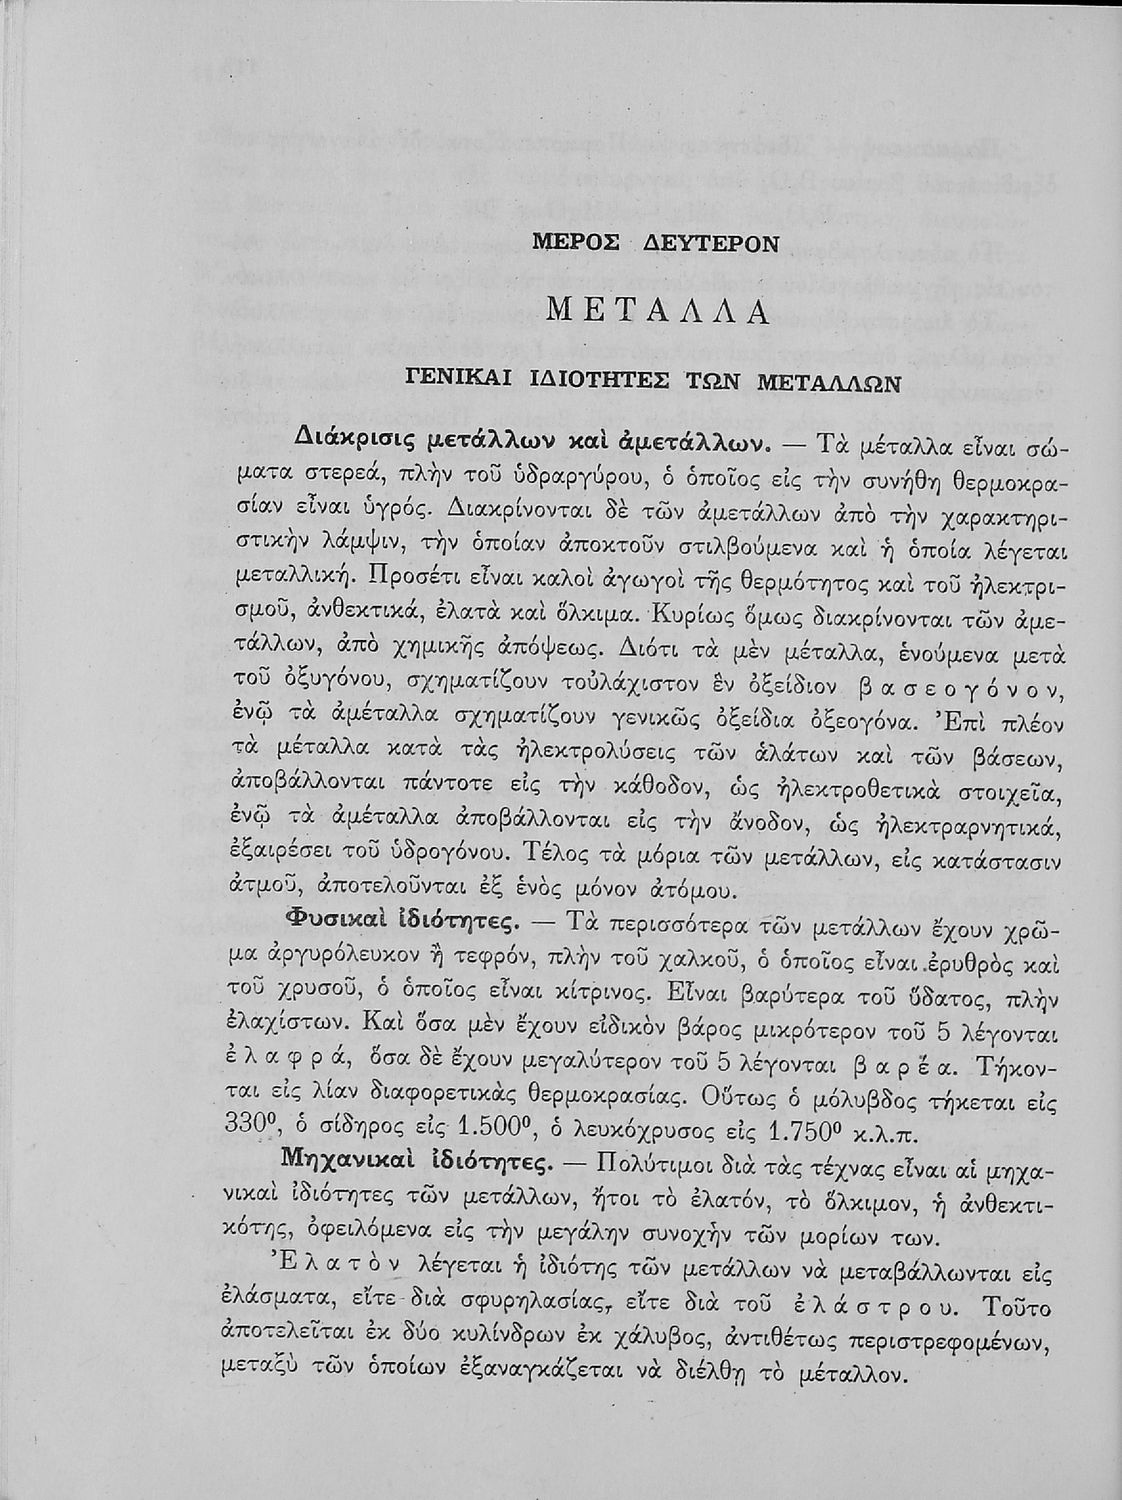 ΜΕΡΟΣ ΔΕΥΤΕΡΟΝ
ΜΕΤΑΛΛΑ
ΓΕΝΙΚΑΙ ΙΔΙΟΤΗΤΕΣ ΤΩΝ ΜΕΤΑΛΛΩΝ
Διάκρισις μετάλλων καὶ ἀμετάλλων. — Τὰ μέταλλα εἶναι σώ-
ματα στερεά, πλὴν τοῦ ὑδραργύρου, ὁ ὁποῖος εἰς τὴν συνήθη θερμοκρα-
σίαν εἶναι ὑγρός. Διακρίνονται δὲ τῶν ἀμετάλλων ἀπὸ τὴν χαρακτηρι-
στικὴν λάμψιν, τὴν ὁποίαν ἀποκτοῦν στιλβούμενα καὶ ἡ ὁποία λέγεται
μεταλλική. Προσέτι εἶναι καλοὶ ἀγωγοὶ τῆς θερμότητος καὶ τοῦ ἠλεκτρι-
σμοῦ, ἀνθεκτικά, ἐλατὰ καὶ ὅλκιμα. Κυρίως ὅμως διακρίνονται τῶν ἀμε-
τάλλων, ἀπὸ χημικῆς ἀπόψεως. Διότι τὰ μὲν μέταλλα, ἑνούμενα μετὰ
τοῦ ὀξυγόνου, σχηματίζουν τοὐλάχιστον ἓν ὀξείδιον β α σ ε ο γ ό ν ο ν,
ἐνῷ τὰ ἀμέταλλα σχηματίζουν γενικῶς ὀξείδια ὀξεογόνα. Ἐπὶ πλέον
τὰ μέταλλα κατὰ τὰς ἠλεκτρολύσεις τῶν ἁλάτων καὶ τῶν βάσεων,
ἀποβάλλονται πάντοτε εἰς τὴν κάθοδον, ὡς ἠλεκτροθετικὰ στοιχεῖα,
ἐνῷ τὰ ἀμέταλλα ἀποβάλλονται εἰς τὴν ἄνοδον, ὡς ἠλεκτραρνητικά,
ἐξαιρέσει τοῦ ὑδρογόνου. Τέλος τὰ μόρια τῶν μετάλλων, εἰς κατάστασιν
ἀτμοῦ, ἀποτελοῦνται ἐξ ἑνὸς μόνον ἀτόμου.
Φυσικαὶ ἰδιότητες. — Τὰ περισσότερα τῶν μετάλλων ἔχουν χρῶ-
μα ἀργυρόλευκον ἢ τεφρόν, πλὴν τοῦ χαλκοῦ, ὁ ὁποῖος εἶναι ἐρυθρὸς καὶ
τοῦ χρυσοῦ, ὁ ὁποῖος εἶναι κίτρινος. Εἶναι βαρύτερα τοῦ ὕδατος, πλὴν
ἐλαχίστων. Καὶ ὅσα μὲν ἔχουν εἰδικὸν βάρος μικρότερον τοῦ 5 λέγονται
ἐ λ α φ ρ ά, ὅσα δὲ ἔχουν μεγαλύτερον τοῦ 5 λέγονται β α ρ έ α. Τήκον-
ται εἰς λίαν διαφορετικὰς θερμοκρασίας. Οὕτως ὁ μόλυβδος τήκεται εἰς
330⁰, ὁ σίδηρος εἰς 1.500⁰, ὁ λευκόχρυσος εἰς 1.750⁰ κ.λ.π.
Μηχανικαὶ ἰδιότητες. — Πολύτιμοι διὰ τὰς τέχνας εἶναι αἱ μηχα-
νικαὶ ἰδιότητες τῶν μετάλλων, ἤτοι τὸ ἐλατόν, τὸ ὅλκιμον, ἡ ἀνθεκτι-
κότης, ὀφειλόμενα εἰς τὴν μεγάλην συνοχὴν τῶν μορίων των.
Ἐ λ α τ ὸ ν λέγεται ἡ ἰδιότης τῶν μετάλλων νὰ μεταβάλλωνται εἰς
ἐλάσματα, εἴτε διὰ σφυρηλασίας, εἴτε διὰ τοῦ ἐ λ ά σ τ ρ ο υ. Τοῦτο
ἀποτελεῖται ἐκ δύο κυλίνδρων ἐκ χάλυβος, ἀντιθέτως περιστρεφομένων,
μεταξὺ τῶν ὁποίων ἐξαναγκάζεται νὰ διέλθῃ τὸ μέταλλον.